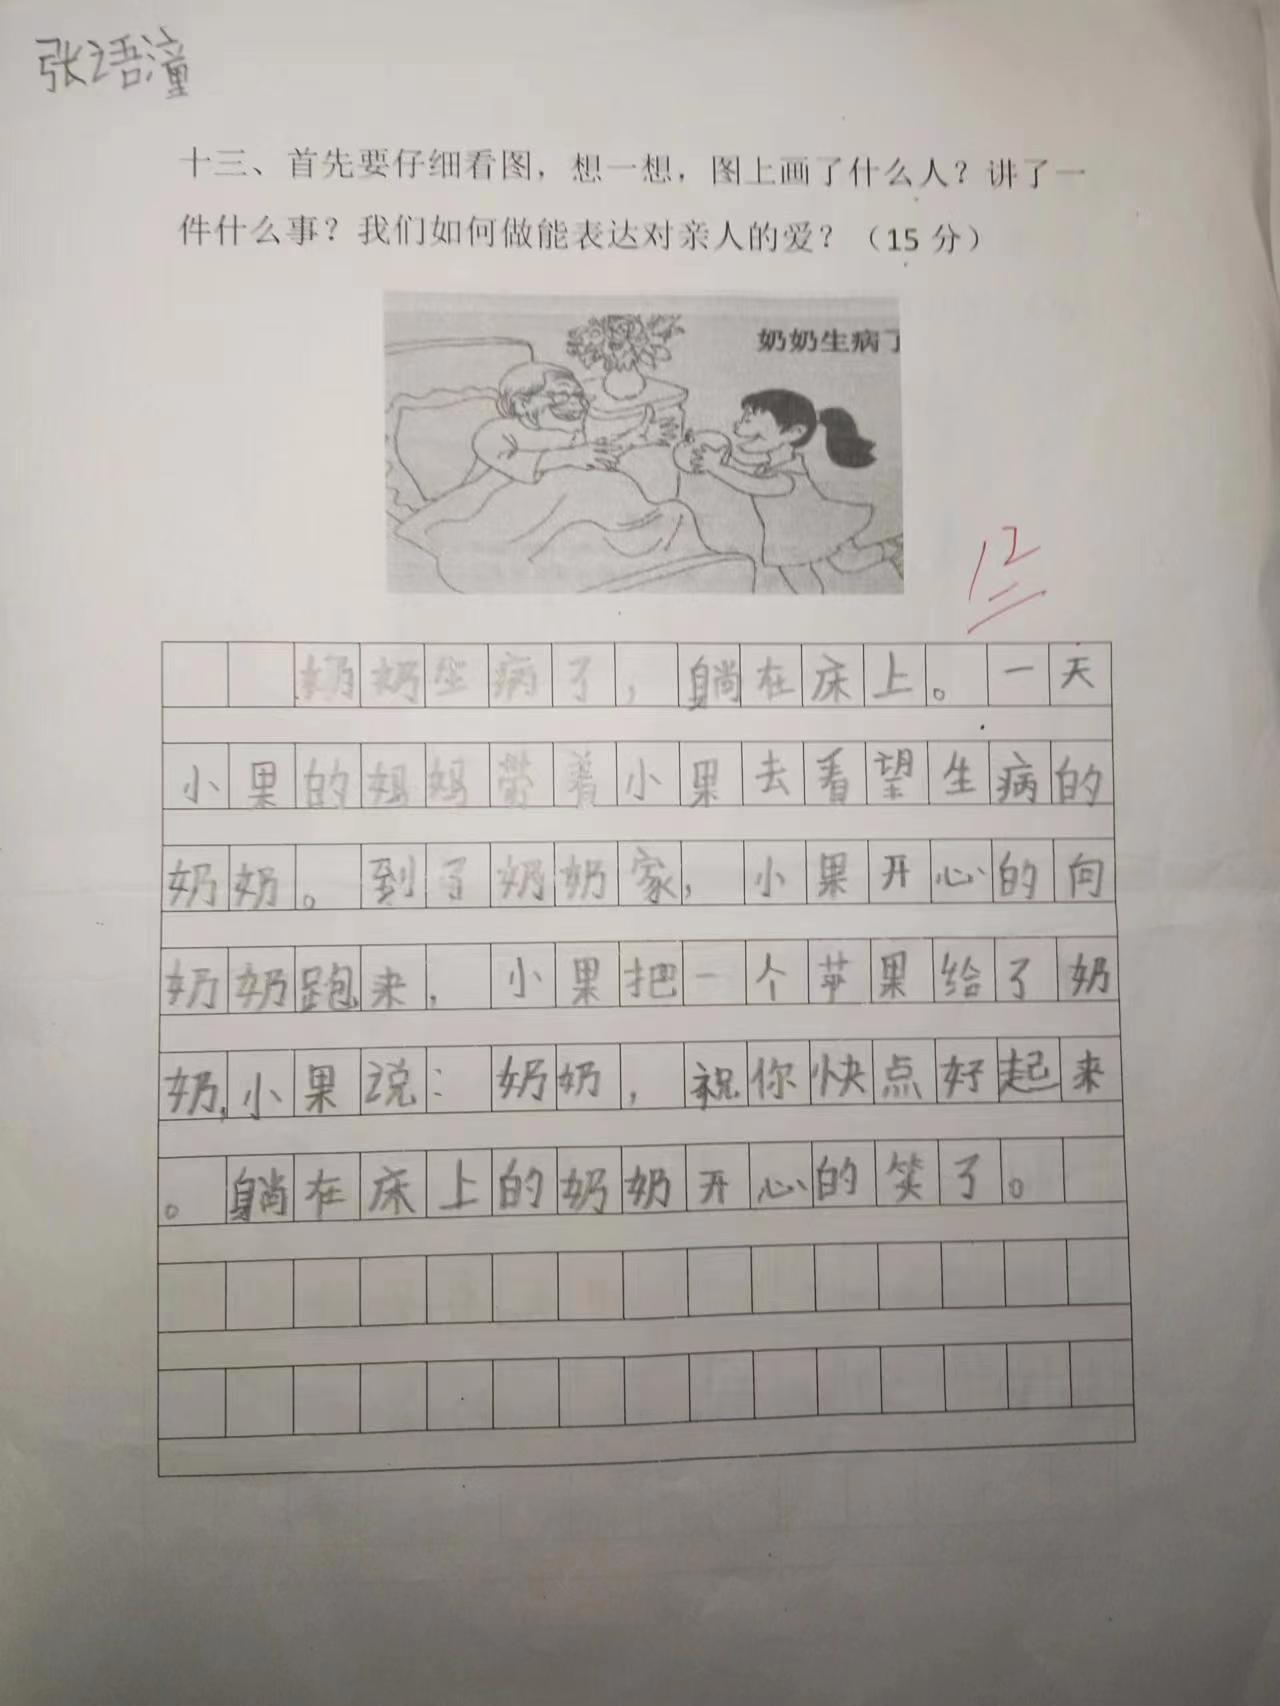 张语潼
十三、首先要仔细看图，想一想，图上画了什么人？讲了一
件什么事？我们如何做能表达对亲人的爱？（15 分）
奶奶生病了
12
奶奶生病了，躺在床上。一天
小果的妈妈带着小果去看望生病的
奶奶。到了奶奶家，小果开心的向
奶奶跑来，小果把一个苹果给了奶
奶，小果说：奶奶，祝你快点好起来
。躺在床上的奶奶开心的笑了。